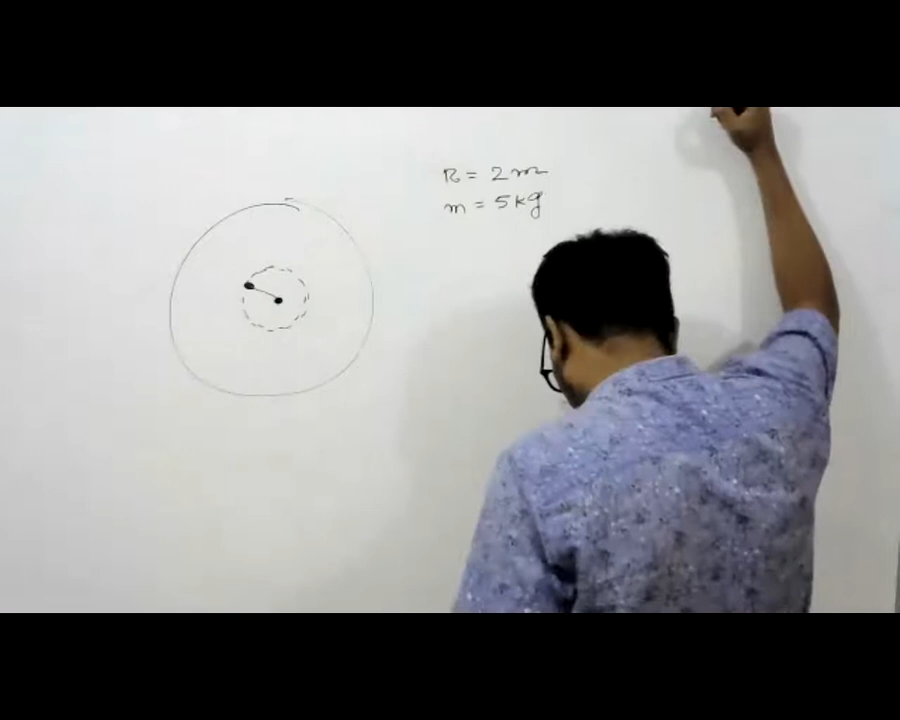 R = 2m
m = 5kg